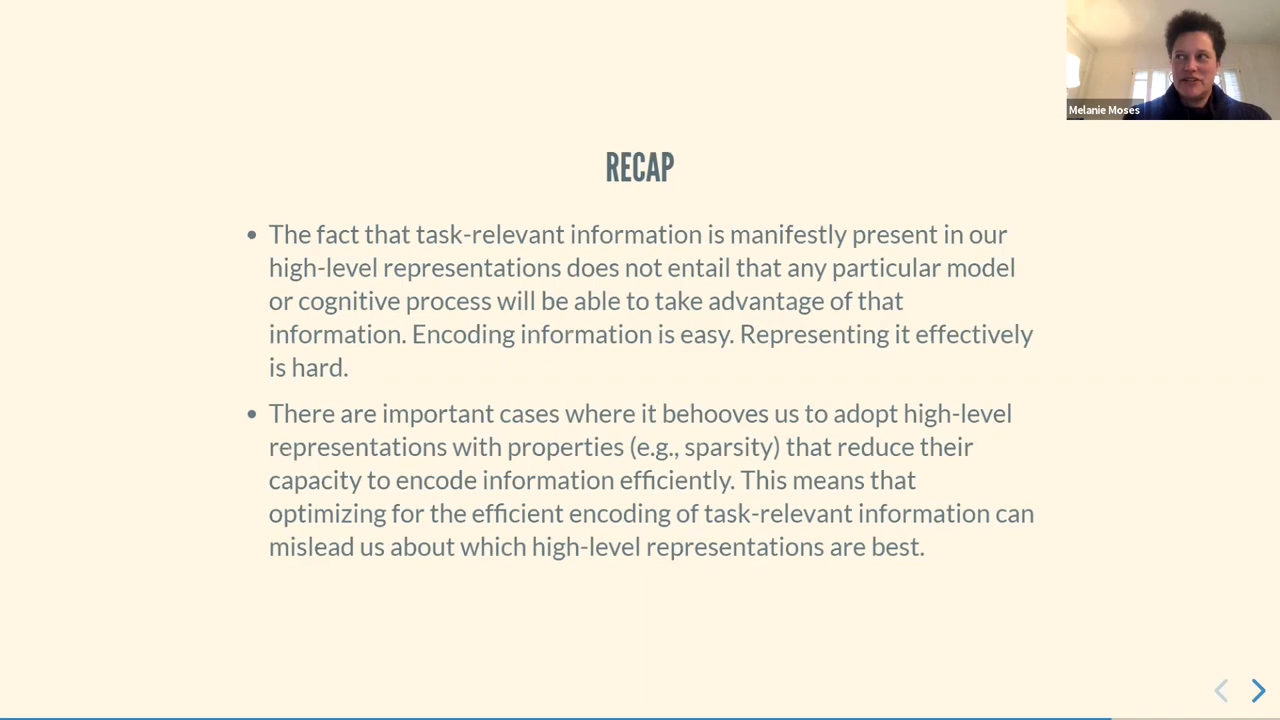 Melanie Moses
RECAP
• The fact that task-relevant information is manifestly present in our
high-level representations does not entail that any particular model
or cognitive process will be able to take advantage of that
information. Encoding information is easy. Representing it effectively
is hard.
• There are important cases where it behooves us to adopt high-level
representations with properties (e.g., sparsity) that reduce their
capacity to encode information efficiently. This means that
optimizing for the efficient encoding of task-relevant information can
mislead us about which high-level representations are best.